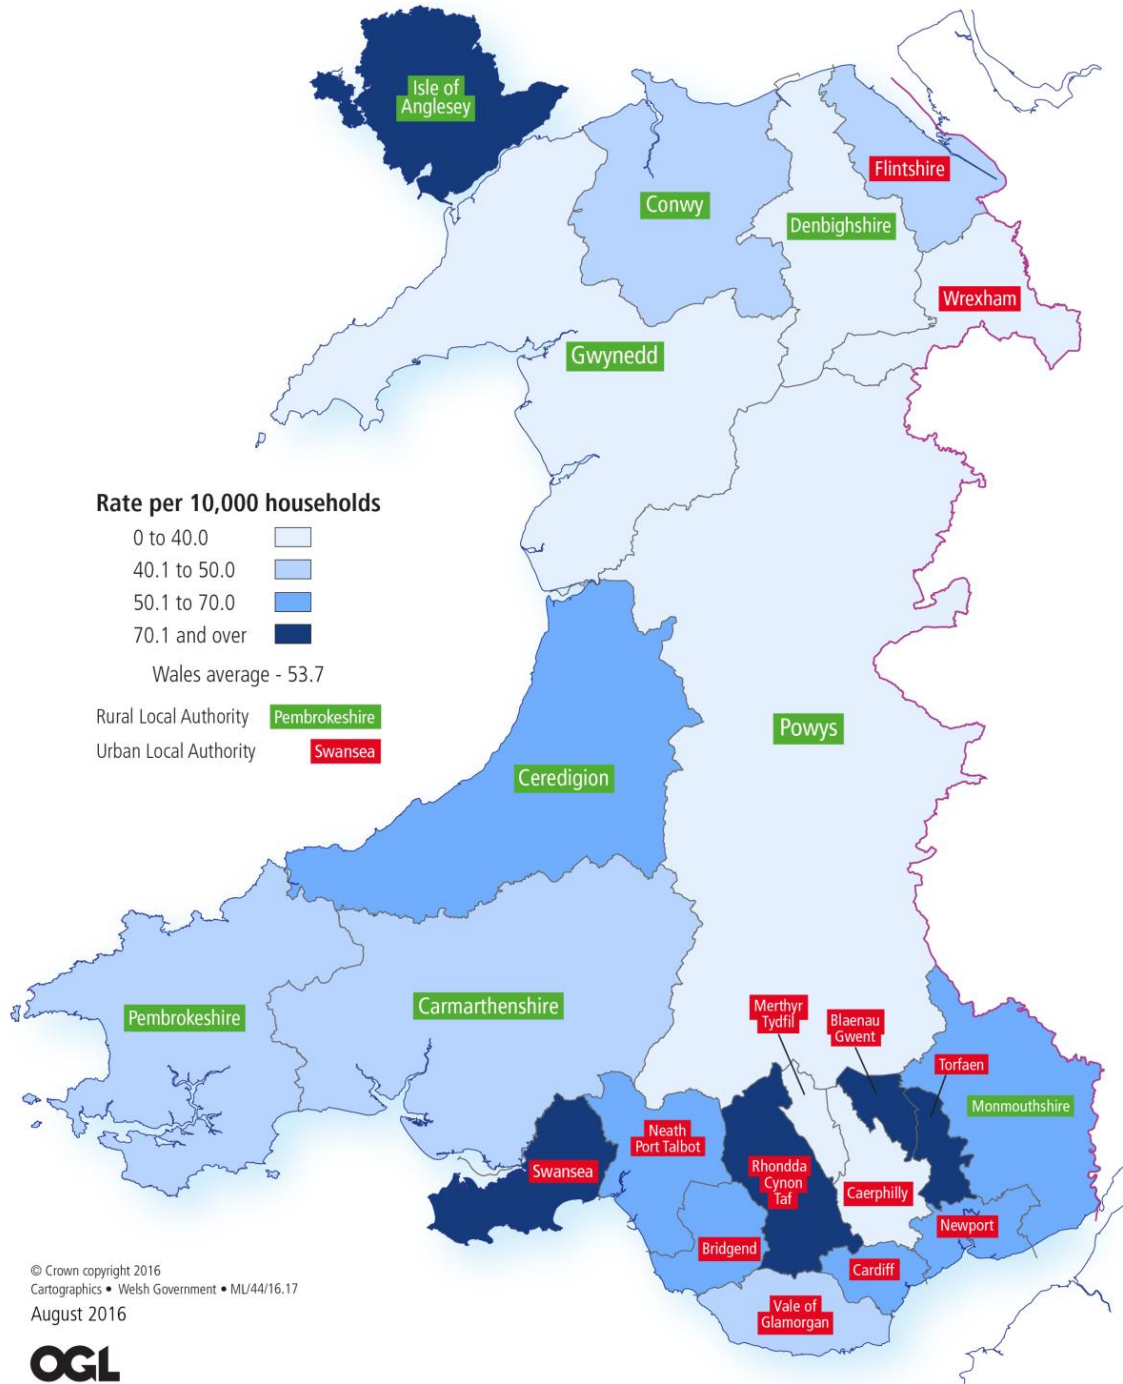 Isle of
Anglesey
Flintshire
Conwy
Denbighshire
Wrexham
Gwynedd
Rate per 10,000 households
0 to 40.0
40.1 to 50.0
50.1 to 70.0
70.1 and over
Wales average - 53.7
Rural Local Authority Pembrokeshire
Urban Local Authority Swansea
Powys
Ceredigion
Merthyr
Tydfil
Blaenau
Gwent
Carmarthenshire
Pembrokeshire
Torfaen
Monmouthshire
Neath
Port Talbot
Swansea
Rhondda
Cynon
Taf
Caerphilly
Newport
Bridgend
Cardiff
Vale of
Glamorgan
© Crown copyright 2016
Cartographics • Welsh Government • ML/44/16.17
August 2016
OGL